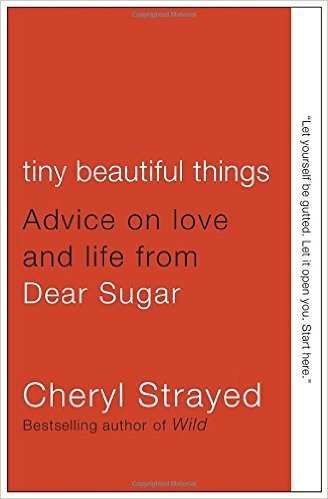 tiny beautiful things
Advice on love
and life from
Dear Sugar
Cheryl Strayed
Bestselling author of Wild
"Let yourself be gutted. Let it open you. Start here."